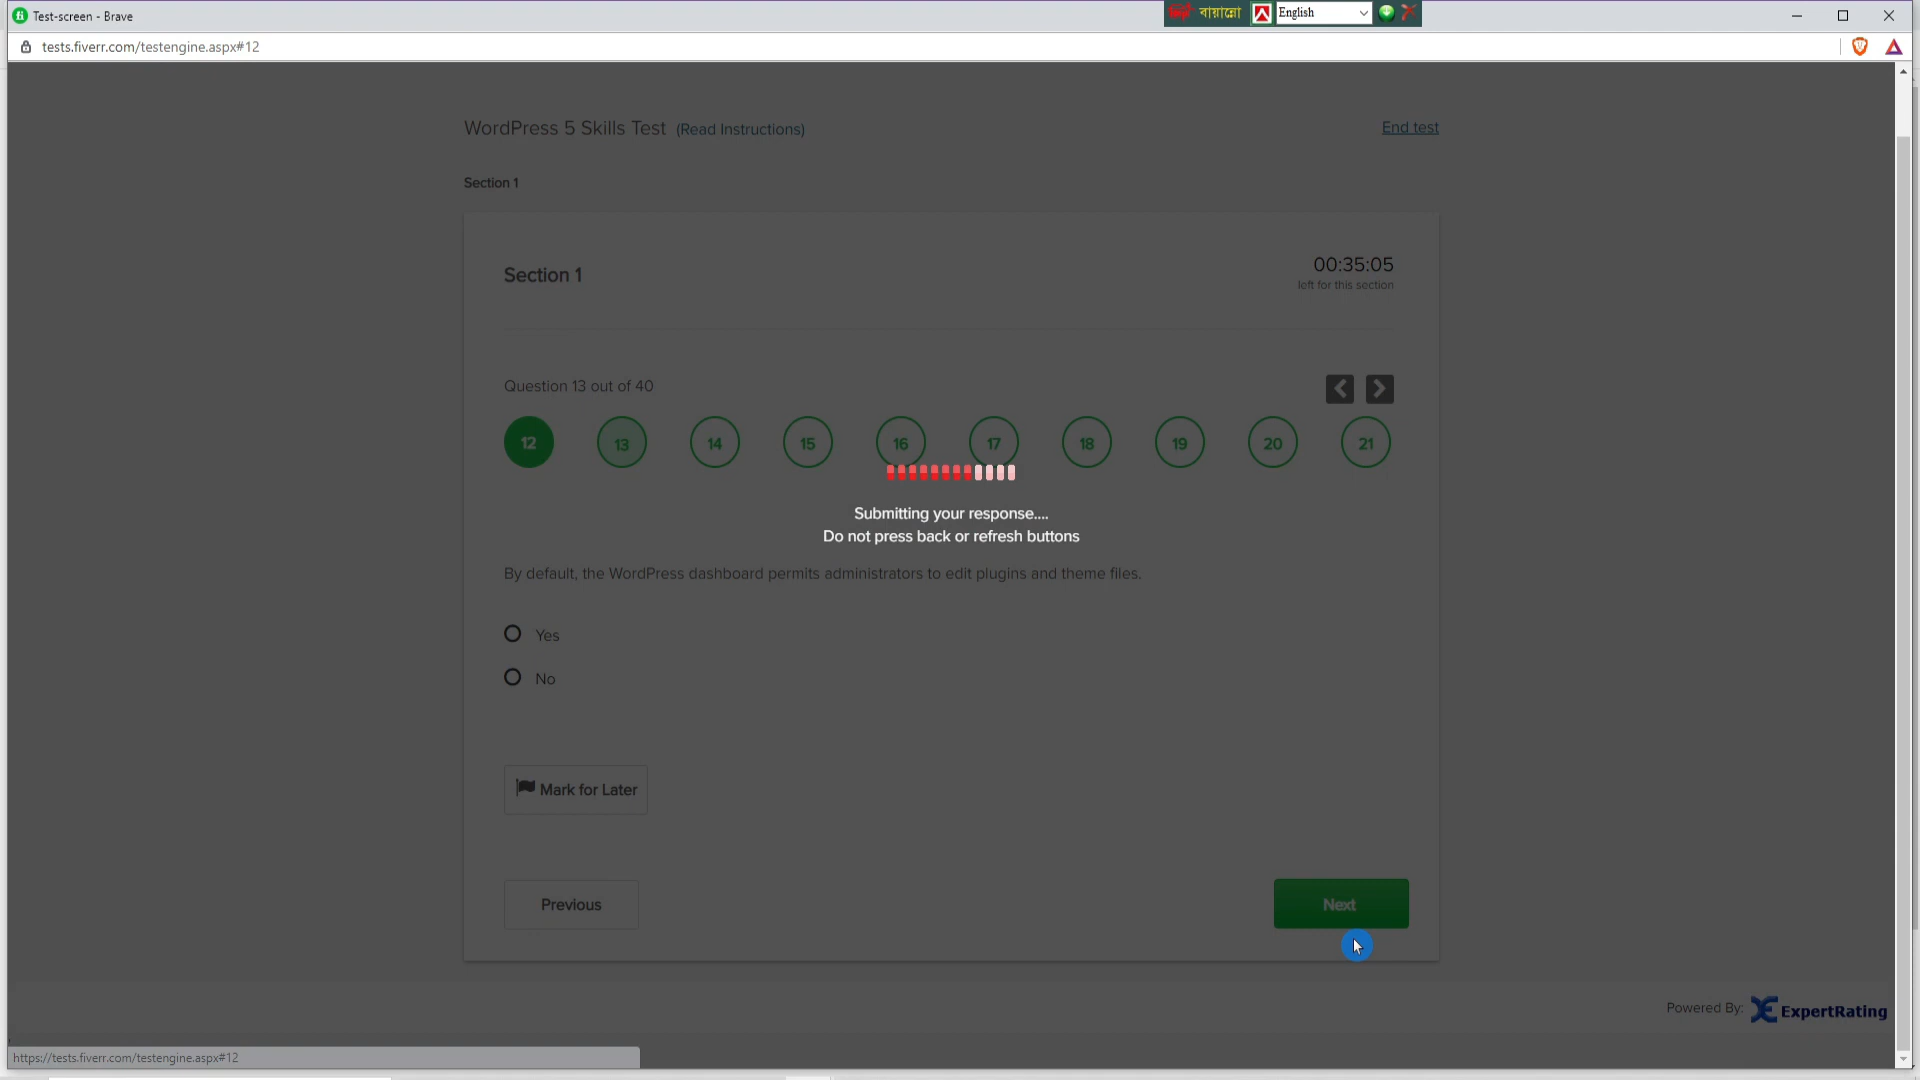 Test-screen - Brave
বায়ান্নো
English
tests.fiverr.com/testengine.aspx#12
WordPress 5 Skills Test (Read Instructions)
End test
Section 1
Section 1
00:35:05
left for this section
Question 13 out of 40
12 13 14 15 16 17 18 19 20 21
Submitting your response....
Do not press back or refresh buttons
By default, the WordPress dashboard permits administrators to edit plugins and theme files.
Yes
No
Mark for Later
Previous
Next
Powered By: ExpertRating
https://tests.fiverr.com/testengine.aspx#12